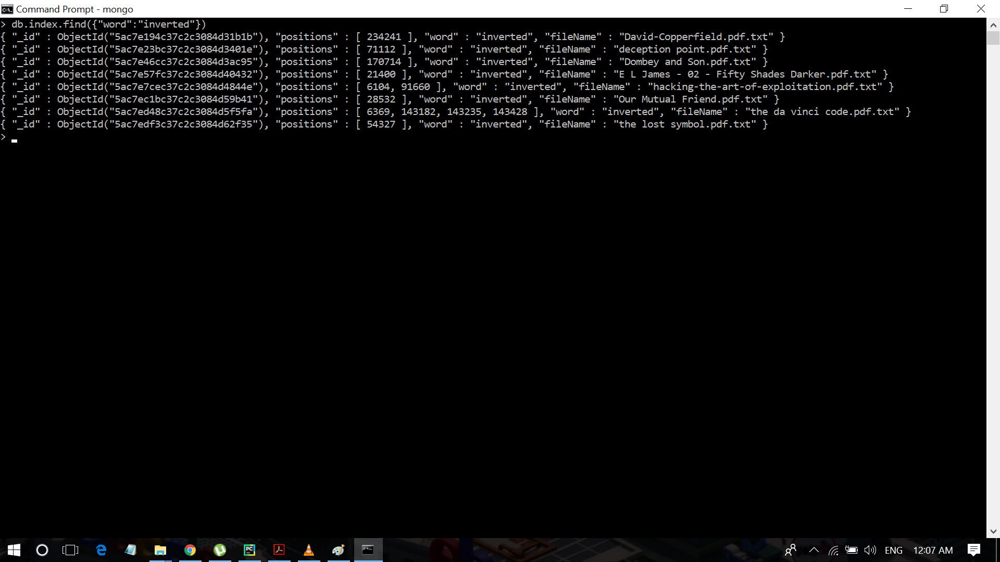 Command Prompt - mongo
> db.index.find({"word":"inverted"})
{ "_id" : ObjectId("5ac7e194c37c2c3084d31b1b"), "positions" : [ 234241 ], "word" : "inverted", "fileName" : "David-Copperfield.pdf.txt" }
{ "_id" : ObjectId("5ac7e23bc37c2c3084d3401e"), "positions" : [ 71112 ], "word" : "inverted", "fileName" : "deception point.pdf.txt" }
{ "_id" : ObjectId("5ac7e46cc37c2c3084d3ac95"), "positions" : [ 170714 ], "word" : "inverted", "fileName" : "Dombey and Son.pdf.txt" }
{ "_id" : ObjectId("5ac7e57fc37c2c3084d40432"), "positions" : [ 21400 ], "word" : "inverted", "fileName" : "E L James - 02 - Fifty Shades Darker.pdf.txt" }
{ "_id" : ObjectId("5ac7e7cec37c2c3084d4844e"), "positions" : [ 6104, 91660 ], "word" : "inverted", "fileName" : "hacking-the-art-of-exploitation.pdf.txt" }
{ "_id" : ObjectId("5ac7ec1bc37c2c3084d59b41"), "positions" : [ 28532 ], "word" : "inverted", "fileName" : "Our Mutual Friend.pdf.txt" }
{ "_id" : ObjectId("5ac7ed48c37c2c3084d5f5fa"), "positions" : [ 6369, 143182, 143235, 143428 ], "word" : "inverted", "fileName" : "the da vinci code.pdf.txt" }
{ "_id" : ObjectId("5ac7edf3c37c2c3084d62f35"), "positions" : [ 54327 ], "word" : "inverted", "fileName" : "the lost symbol.pdf.txt" }
>
ENG 12:07 AM